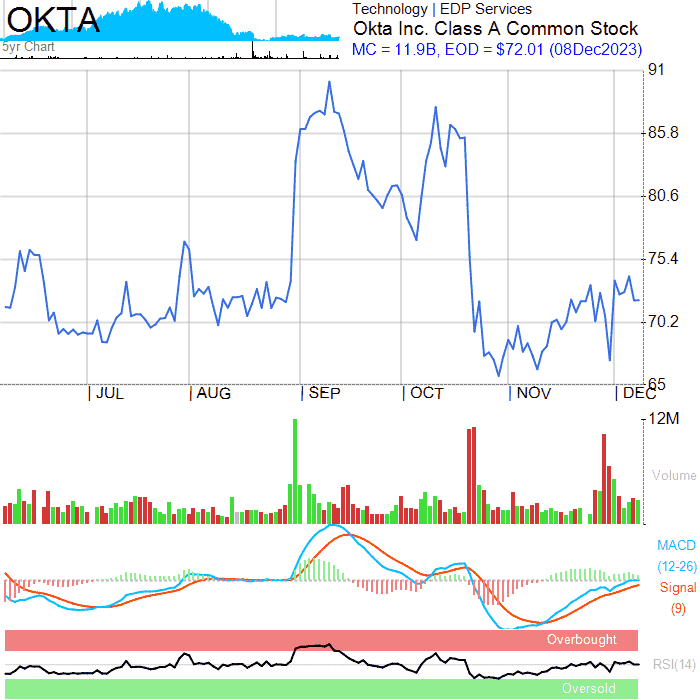 OKTA
5yr Chart
Technology | EDP Services
Okta Inc. Class A Common Stock
MC = 11.9B, EOD = $72.01 (08Dec2023)
91
85.8
80.6
75.4
70.2
65
JUL AUG SEP OCT NOV DEC
12M
Volume
MACD
(12-26)
Signal
(9)
Overbought
RSI(14)
Oversold